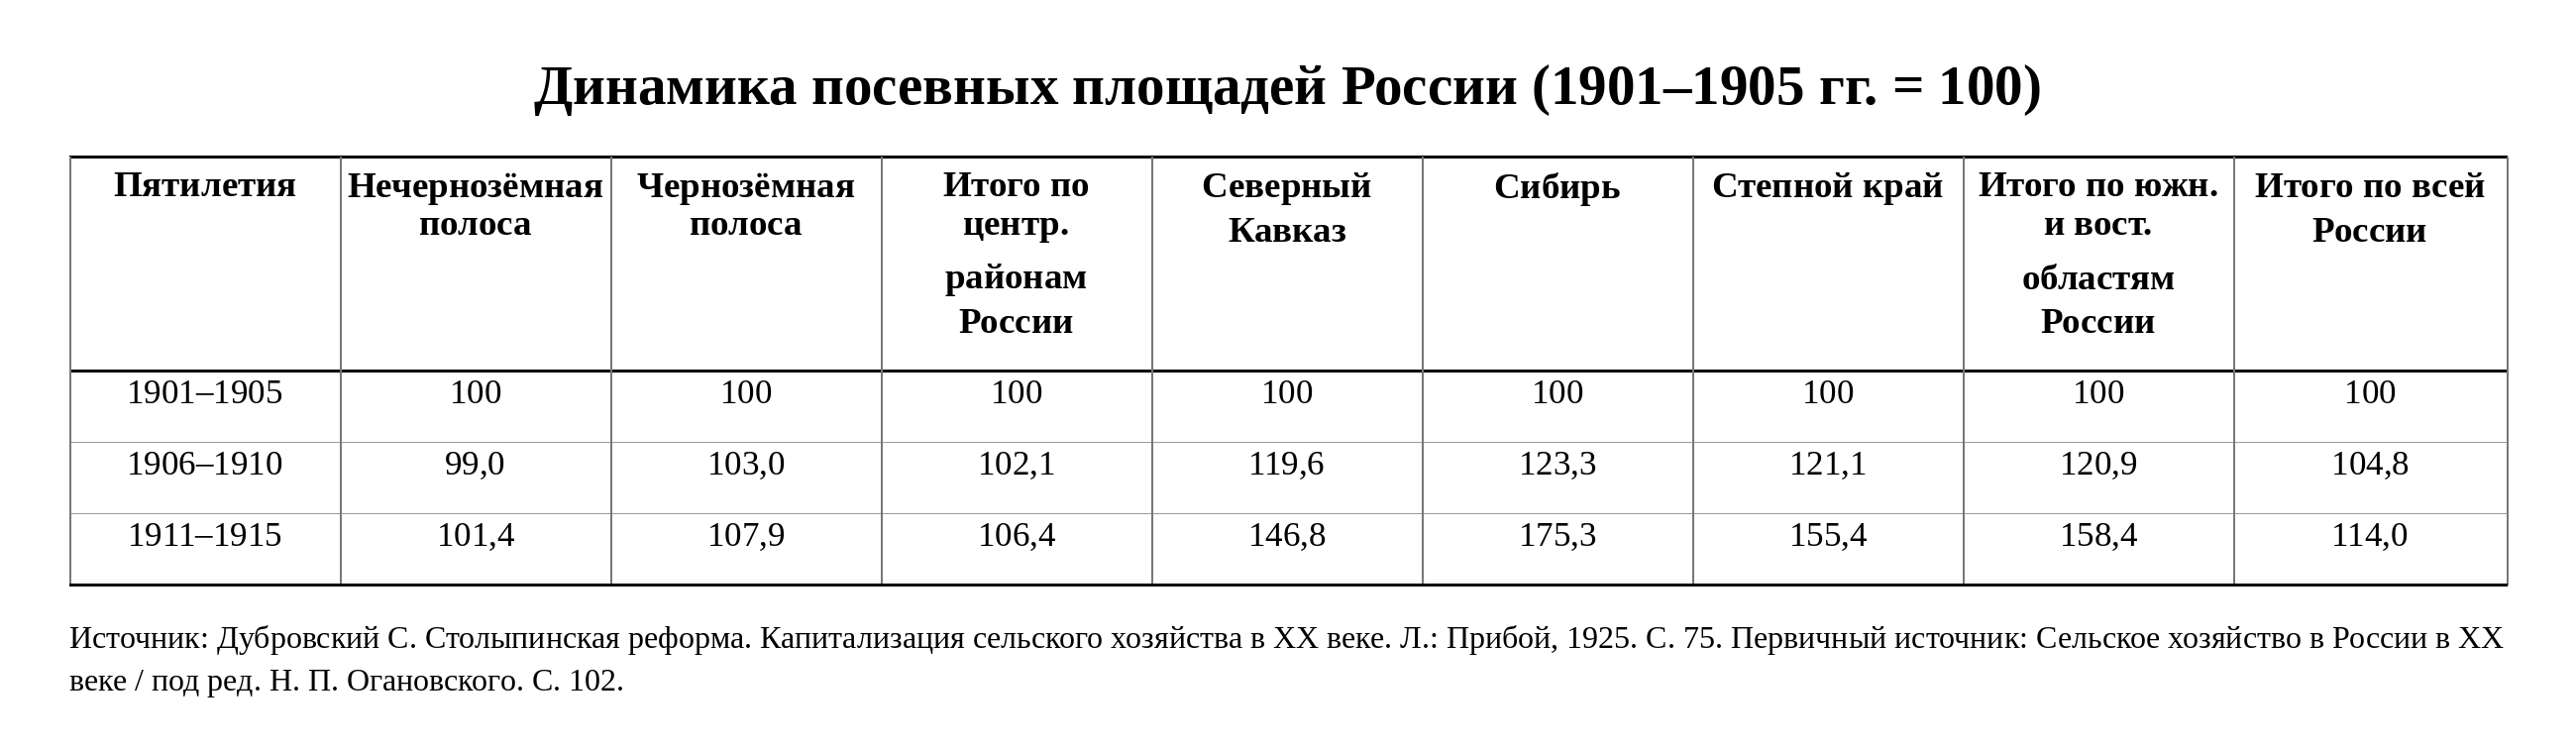 Динамика посевных площадей России (1901–1905 гг. = 100)
Пятилетия
Нечернозёмная
полоса
Чернозёмная
полоса
Итого по
центр.
районам
России
Северный
Кавказ
Сибирь
Степной край
Итого по южн.
и вост.
областям
России
Итого по всей
России
1901–1905 100 100 100 100 100 100 100 100
1906–1910 99,0 103,0 102,1 119,6 123,3 121,1 120,9 104,8
1911–1915 101,4 107,9 106,4 146,8 175,3 155,4 158,4 114,0
Источник: Дубровский С. Столыпинская реформа. Капитализация сельского хозяйства в XX веке. Л.: Прибой, 1925. С. 75. Первичный источник: Сельское хозяйство в России в XX
веке / под ред. Н. П. Огановского. С. 102.